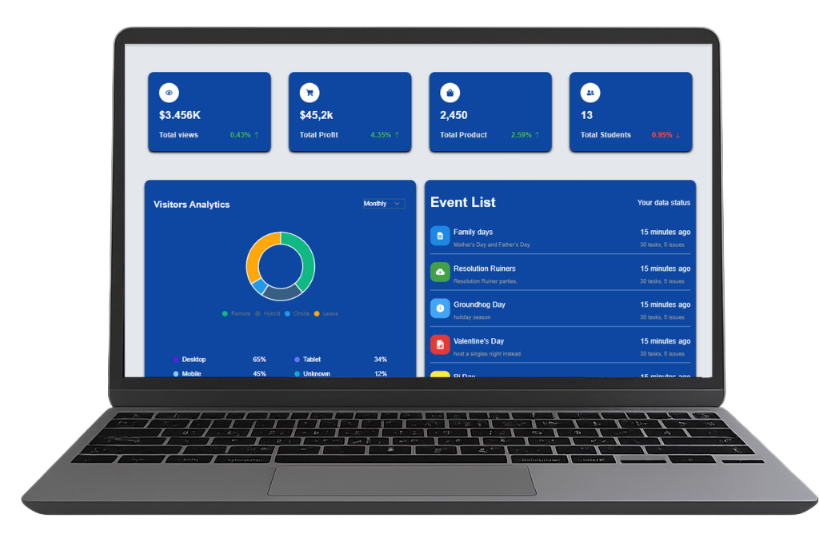 $3.456K
Total views 0.43% ↑
$45,2k
Total Profit 4.35% ↑
2,450
Total Product 2.59% ↑
13
Total Students 0.95% ↓
Visitors Analytics
Monthly
Remote Hybrid Onsite Leave
Desktop 65% Tablet 34%
Mobile 45% Unknown 12%
Event List Your data status
Family days 15 minutes ago
Mother's Day and Father's Day 30 tasks, 5 issues
Resolution Ruiners 15 minutes ago
Resolution Ruiner parties. 30 tasks, 5 issues
Groundhog Day 15 minutes ago
holiday season 30 tasks, 5 issues
Valentine's Day 15 minutes ago
host a singles night instead 30 tasks, 5 issues
Pi Day 15 minutes ago